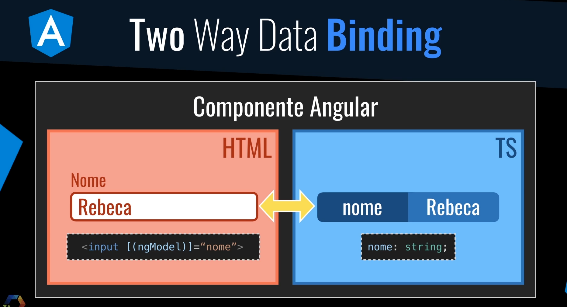 A
Two Way Data Binding
Componente Angular
HTML
TS
Nome
Rebeca
nome Rebeca
<input [(ngModel)]=“nome”>
nome: string;